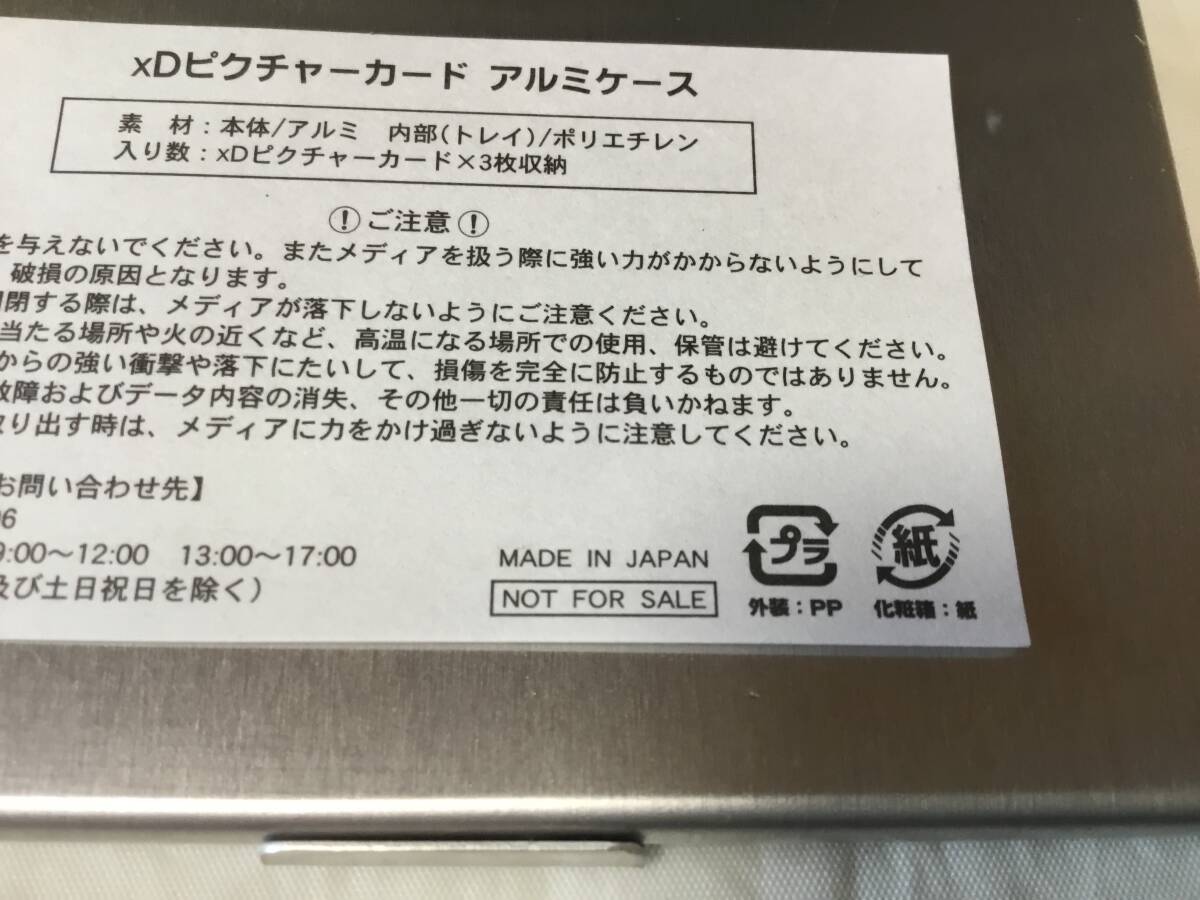 xDピクチャーカード アルミケース
素 材：本体/アルミ 内部(トレイ)/ポリエチレン
入り数：xDピクチャーカード×3枚収納
! ご注意 !
を与えないでください。またメディアを扱う際に強い力がかからないようにして
破損の原因となります。
閉する際は、メディアが落下しないようにご注意ください。
当たる場所や火の近くなど、高温になる場所での使用、保管は避けてください。
からの強い衝撃や落下にたいして、損傷を完全に防止するものではありません。
故障およびデータ内容の消失、その他一切の責任は負いかねます。
取り出す時は、メディアに力をかけ過ぎないように注意してください。
お問い合わせ先】
06
9:00〜12:00 13:00〜17:00
及び土日祝日を除く）
MADE IN JAPAN
NOT FOR SALE
プラ
外装：PP
紙
化粧箱：紙